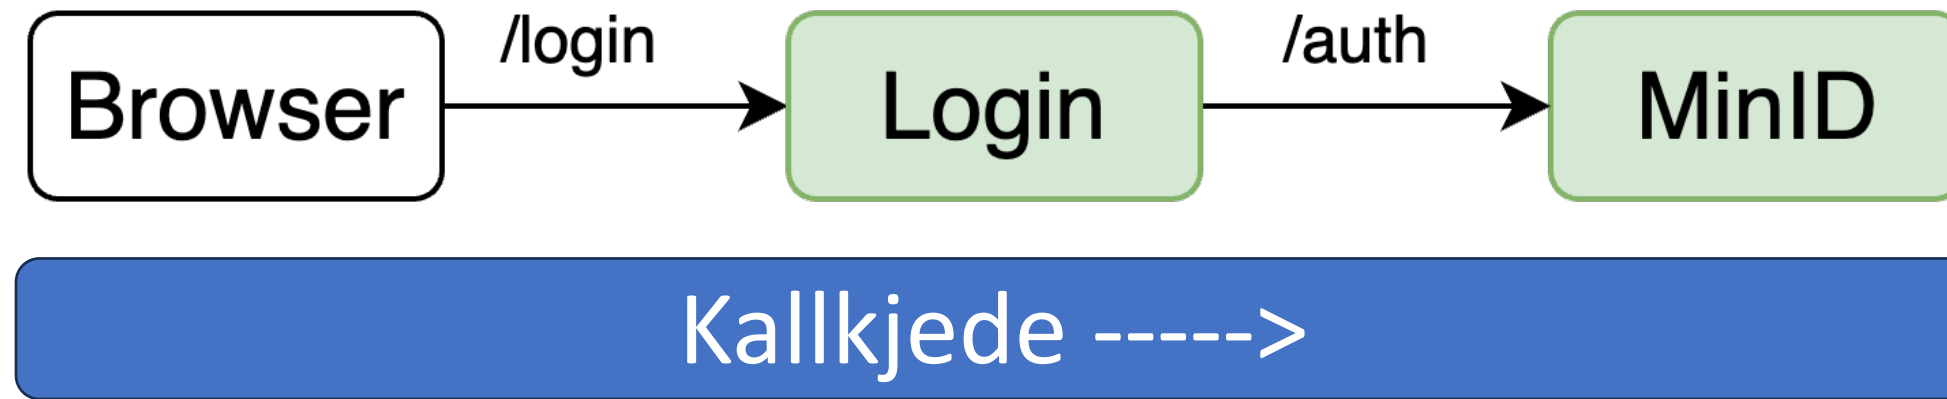 /login /auth
Browser Login MinID
Kallkjede ----->